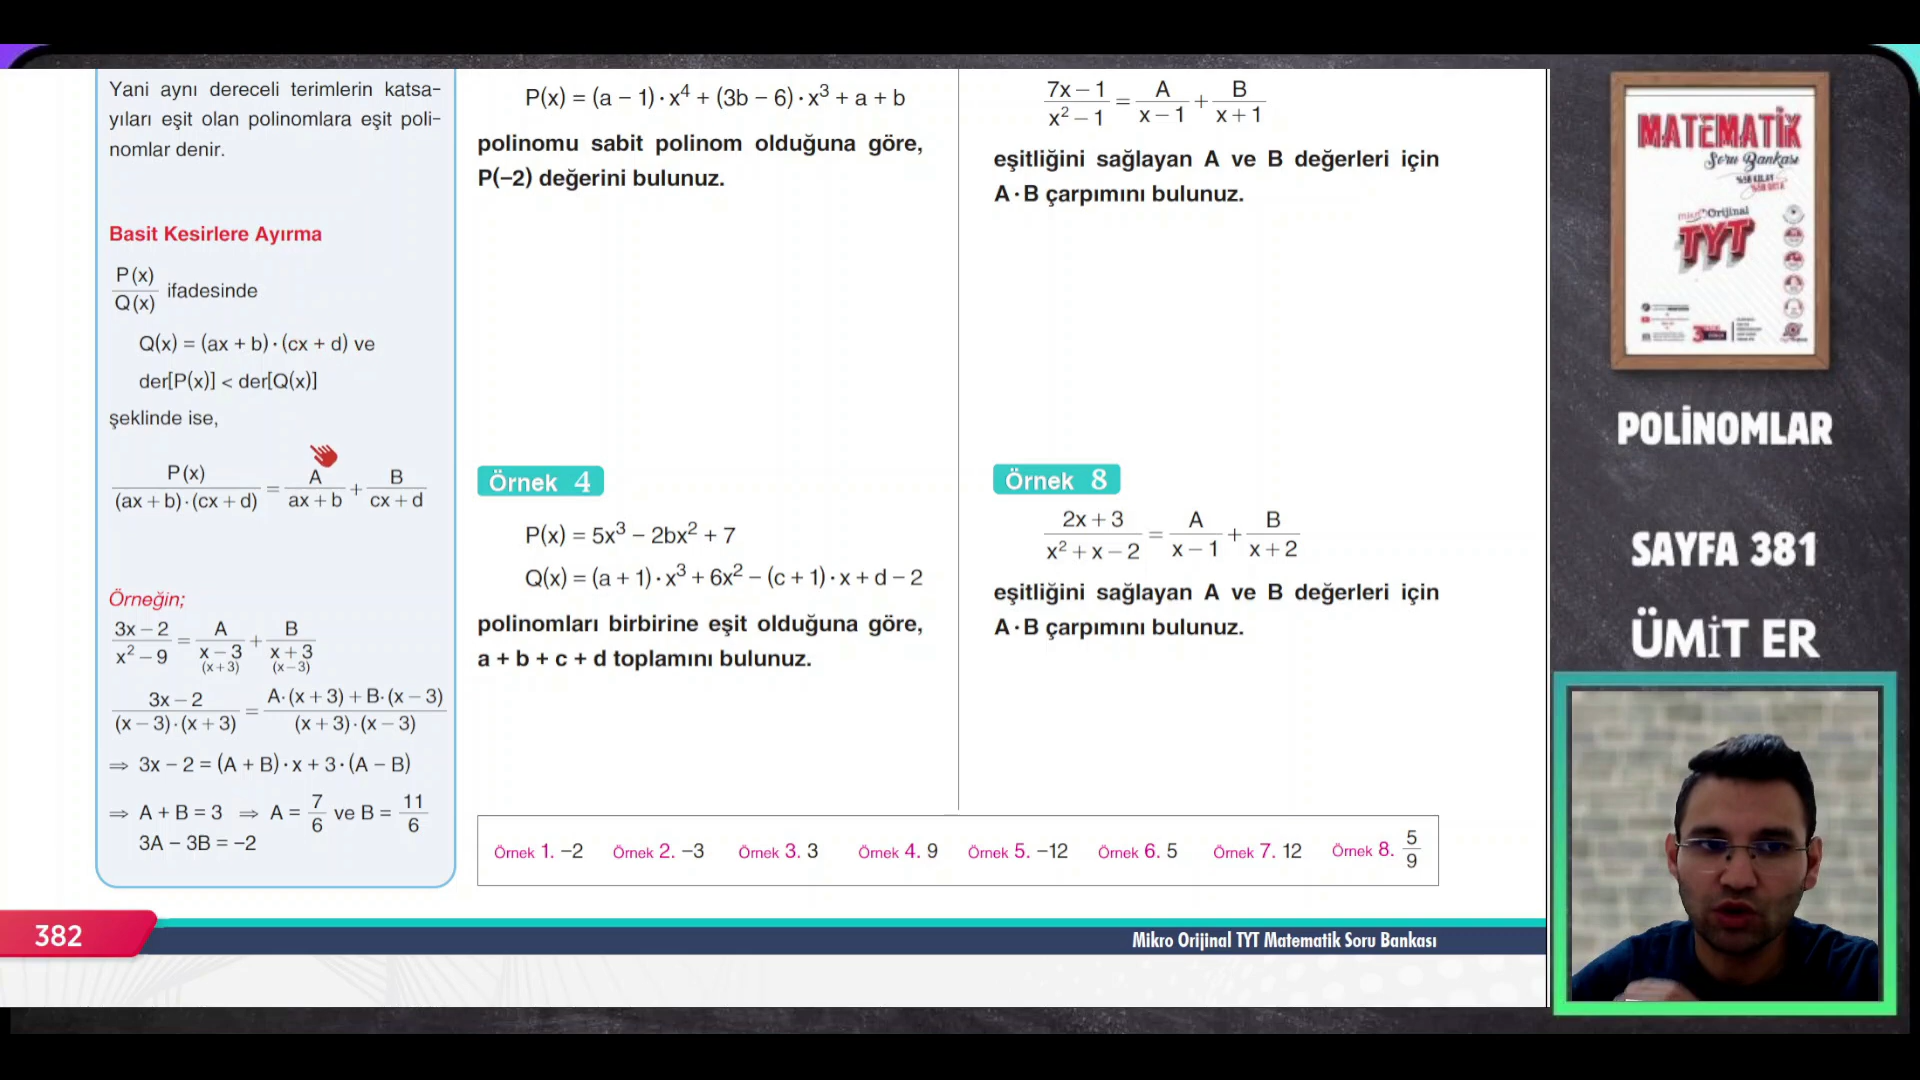 Yani aynı dereceli terimlerin katsa-
yıları eşit olan polinomlara eşit poli-
nomlar denir.
Basit Kesirlere Ayırma
P(x)/Q(x) ifadesinde
Q(x) = (ax + b)·(cx + d) ve
der[P(x)] < der[Q(x)]
şeklinde ise,
P(x)/((ax + b)·(cx + d)) = A/(ax + b) + B/(cx + d)
Örneğin;
(3x − 2)/(x² − 9) = A/(x − 3) + B/(x + 3)
(x+3) (x−3)
(3x − 2)/((x − 3)·(x + 3)) = (A·(x + 3) + B·(x − 3))/((x + 3)·(x − 3))
⇒ 3x − 2 = (A + B)·x + 3·(A − B)
⇒ A + B = 3 ⇒ A = 7/6 ve B = 11/6
3A − 3B = −2
P(x) = (a − 1)·x⁴ + (3b − 6)·x³ + a + b
polinomu sabit polinom olduğuna göre,
P(−2) değerini bulunuz.
Örnek 4
P(x) = 5x³ − 2bx² + 7
Q(x) = (a + 1)·x³ + 6x² − (c + 1)·x + d − 2
polinomları birbirine eşit olduğuna göre,
a + b + c + d toplamını bulunuz.
(7x − 1)/(x² − 1) = A/(x − 1) + B/(x + 1)
eşitliğini sağlayan A ve B değerleri için
A·B çarpımını bulunuz.
Örnek 8
(2x + 3)/(x² + x − 2) = A/(x − 1) + B/(x + 2)
eşitliğini sağlayan A ve B değerleri için
A·B çarpımını bulunuz.
Örnek 1. −2 Örnek 2. −3 Örnek 3. 3 Örnek 4. 9 Örnek 5. −12 Örnek 6. 5 Örnek 7. 12 Örnek 8. 5/9
382
Mikro Orijinal TYT Matematik Soru Bankası
MATEMATİK
Soru Bankası
Orijinal
TYT
POLİNOMLAR
SAYFA 381
ÜMİT ER